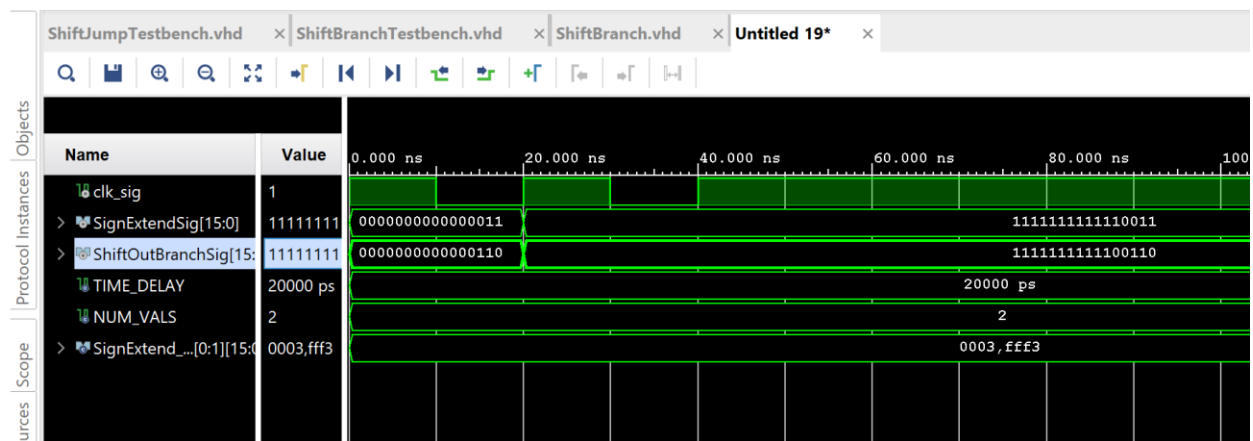 ShiftJumpTestbench.vhd × ShiftBranchTestbench.vhd × ShiftBranch.vhd × Untitled 19* ×
Objects
Protocol Instances
Scope
urces
Name Value 0.000 ns 20.000 ns 40.000 ns 60.000 ns 80.000 ns 100
clk_sig 1
> SignExtendSig[15:0] 11111111 0000000000000011 1111111111110011
> ShiftOutBranchSig[15: 11111111 0000000000000110 1111111111100110
TIME_DELAY 20000 ps 20000 ps
NUM_VALS 2 2
> SignExtend_...[0:1][15:0 0003,fff3 0003,fff3